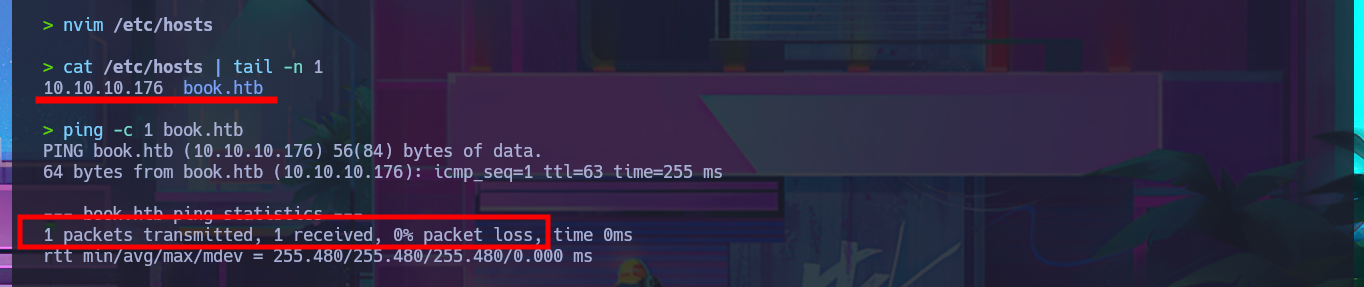 > nvim /etc/hosts
> cat /etc/hosts | tail -n 1
10.10.10.176  book.htb
> ping -c 1 book.htb
PING book.htb (10.10.10.176) 56(84) bytes of data.
64 bytes from book.htb (10.10.10.176): icmp_seq=1 ttl=63 time=255 ms
--- book.htb ping statistics ---
1 packets transmitted, 1 received, 0% packet loss, time 0ms
rtt min/avg/max/mdev = 255.480/255.480/255.480/0.000 ms